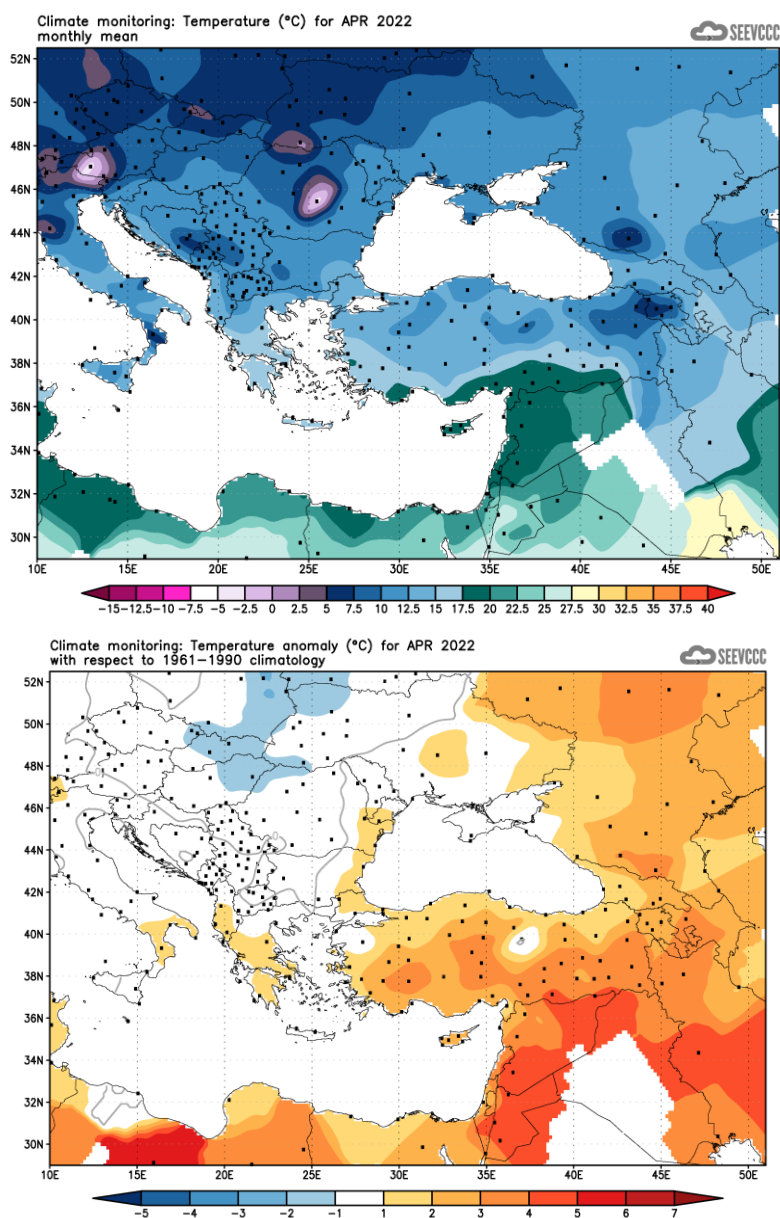 Climate monitoring: Temperature (°C) for APR 2022
monthly mean
SEEVCCC
52N
50N
48N
46N
44N
42N
40N
38N
36N
34N
32N
30N
10E 15E 20E 25E 30E 35E 40E 45E 50E
-15 -12.5 -10 -7.5 -5 -2.5 0 2.5 5 7.5 10 12.5 15 17.5 20 22.5 25 27.5 30 32.5 35 37.5 40
Climate monitoring: Temperature anomaly (°C) for APR 2022
with respect to 1961-1990 climatology
SEEVCCC
52N
50N
48N
46N
44N
42N
40N
38N
36N
34N
32N
30N
10E 15E 20E 25E 30E 35E 40E 45E 50E
-5 -4 -3 -2 -1 1 2 3 4 5 6 7